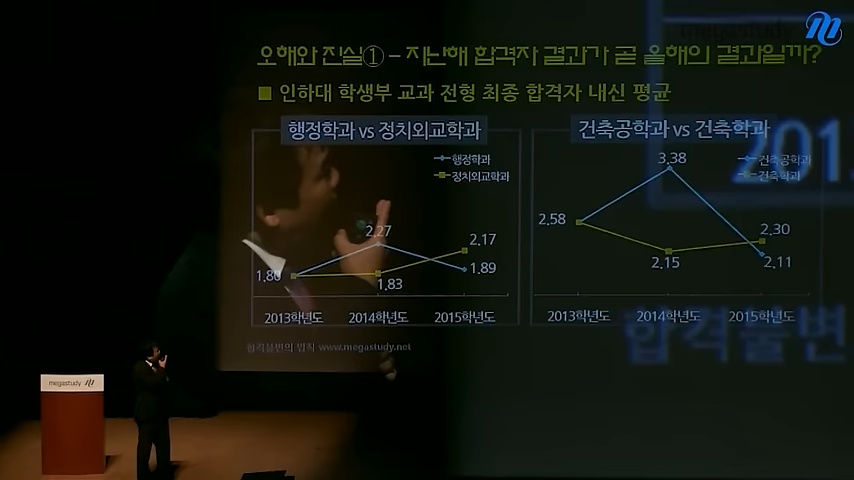 오해와 진실① – 지난해 합격자 결과가 곧 올해의 결과일까?
■ 인하대 학생부 교과 전형 최종 합격자 내신 평균
행정학과 vs 정치외교학과
행정학과
정치외교학과
2.27
2.17
1.80
1.83
1.89
2013학년도 2014학년도 2015학년도
건축공학과 vs 건축학과
건축공학과
건축학과
3.38
2.58
2.30
2.15
2.11
2013학년도 2014학년도 2015학년도
합격불변의 법칙 www.megastudy.net
megastudy
201
합격불변
megastudy